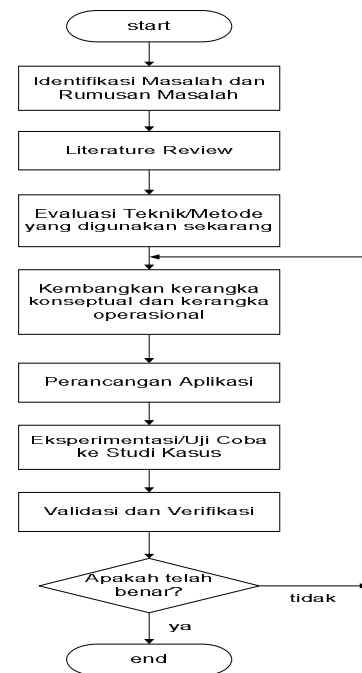 start
Identifikasi Masalah dan
Rumusan Masalah
Literature Review
Evaluasi Teknik/Metode
yang digunakan sekarang
Kembangkan kerangka
konseptual dan kerangka
operasional
Perancangan Aplikasi
Eksperimentasi/Uji Coba
ke Studi Kasus
Validasi dan Verifikasi
Apakah telah
benar?
tidak
ya
end